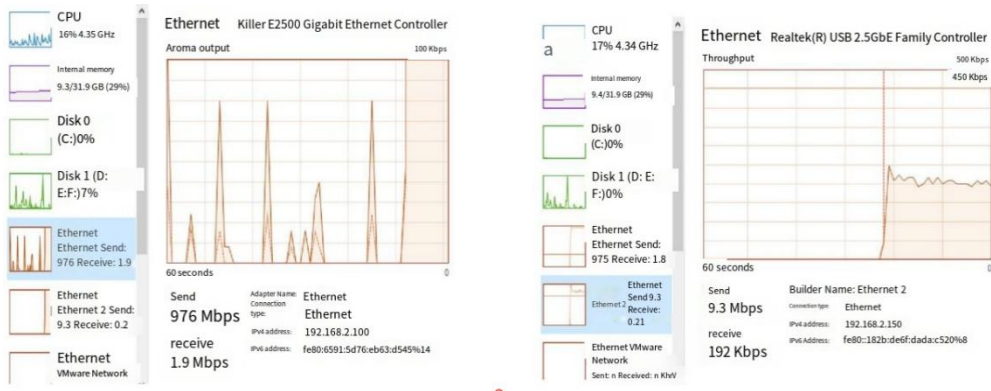 CPU
16% 4.35 GHz
Internal memory
9.3/31.9 GB (29%)
Disk 0
(C:)0%
Disk 1 (D:
E:F:)7%
Ethernet
Ethernet Send:
976 Receive: 1.9
Ethernet
Ethernet 2 Send:
9.3 Receive: 0.2
Ethernet
VMware Network
Ethernet Killer E2500 Gigabit Ethernet Controller
Aroma output 100 Kbps
60 seconds 0
Send
976 Mbps
receive
1.9 Mbps
Adapter Name: Ethernet
Connection
type: Ethernet
IPv4 address: 192.168.2.100
IPv6 address: fe80:6591:5d76:eb63:d545%14
a
CPU
17% 4.34 GHz
Internal memory
9.4/31.9 GB (29%)
Disk 0
(C:)0%
Disk 1 (D: E:
F:)0%
Ethernet
Ethernet Send:
975 Receive: 1.8
Ethernet 2
Ethernet
Send 9.3
Receive:
0.21
Ethernet VMware
Network
Sent: n Received: n
Ethernet Realtek(R) USB 2.5GbE Family Controller
Throughput 500 Kbps
450 Kbps
60 seconds 0
Send
9.3 Mbps
receive
192 Kbps
Builder Name: Ethernet 2
Connection type: Ethernet
IPv4 address: 192.168.2.150
IPv6 Address: fe80::182b:de6f:dada:c520%8